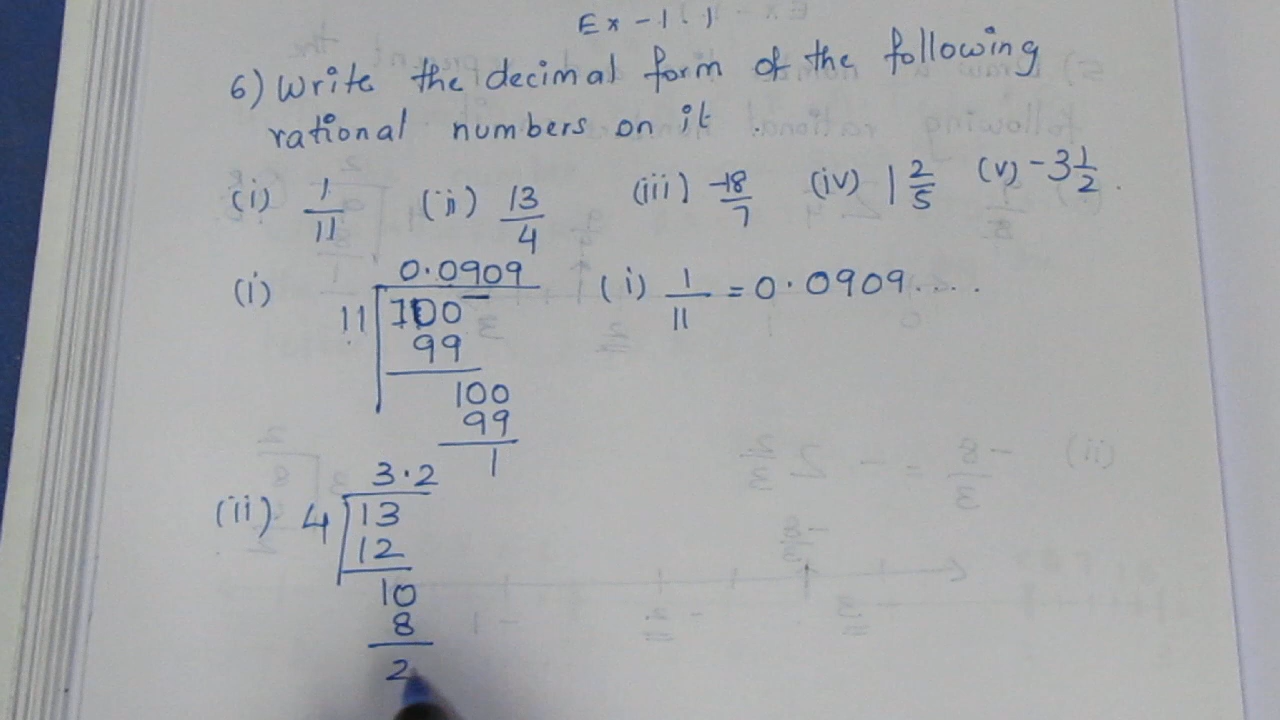 Ex - 1.1
6) Write the decimal form of the following
rational numbers on it .
(i) 1/11 (ii) 13/4 (iii) -18/7 (iv) 1 2/5 (v) -3 1/2 .
(i) 0.0909
11 100
99
100
99
1
(i) 1/11 = 0.0909....
3.2
(ii) 4 13
12
10
8
2